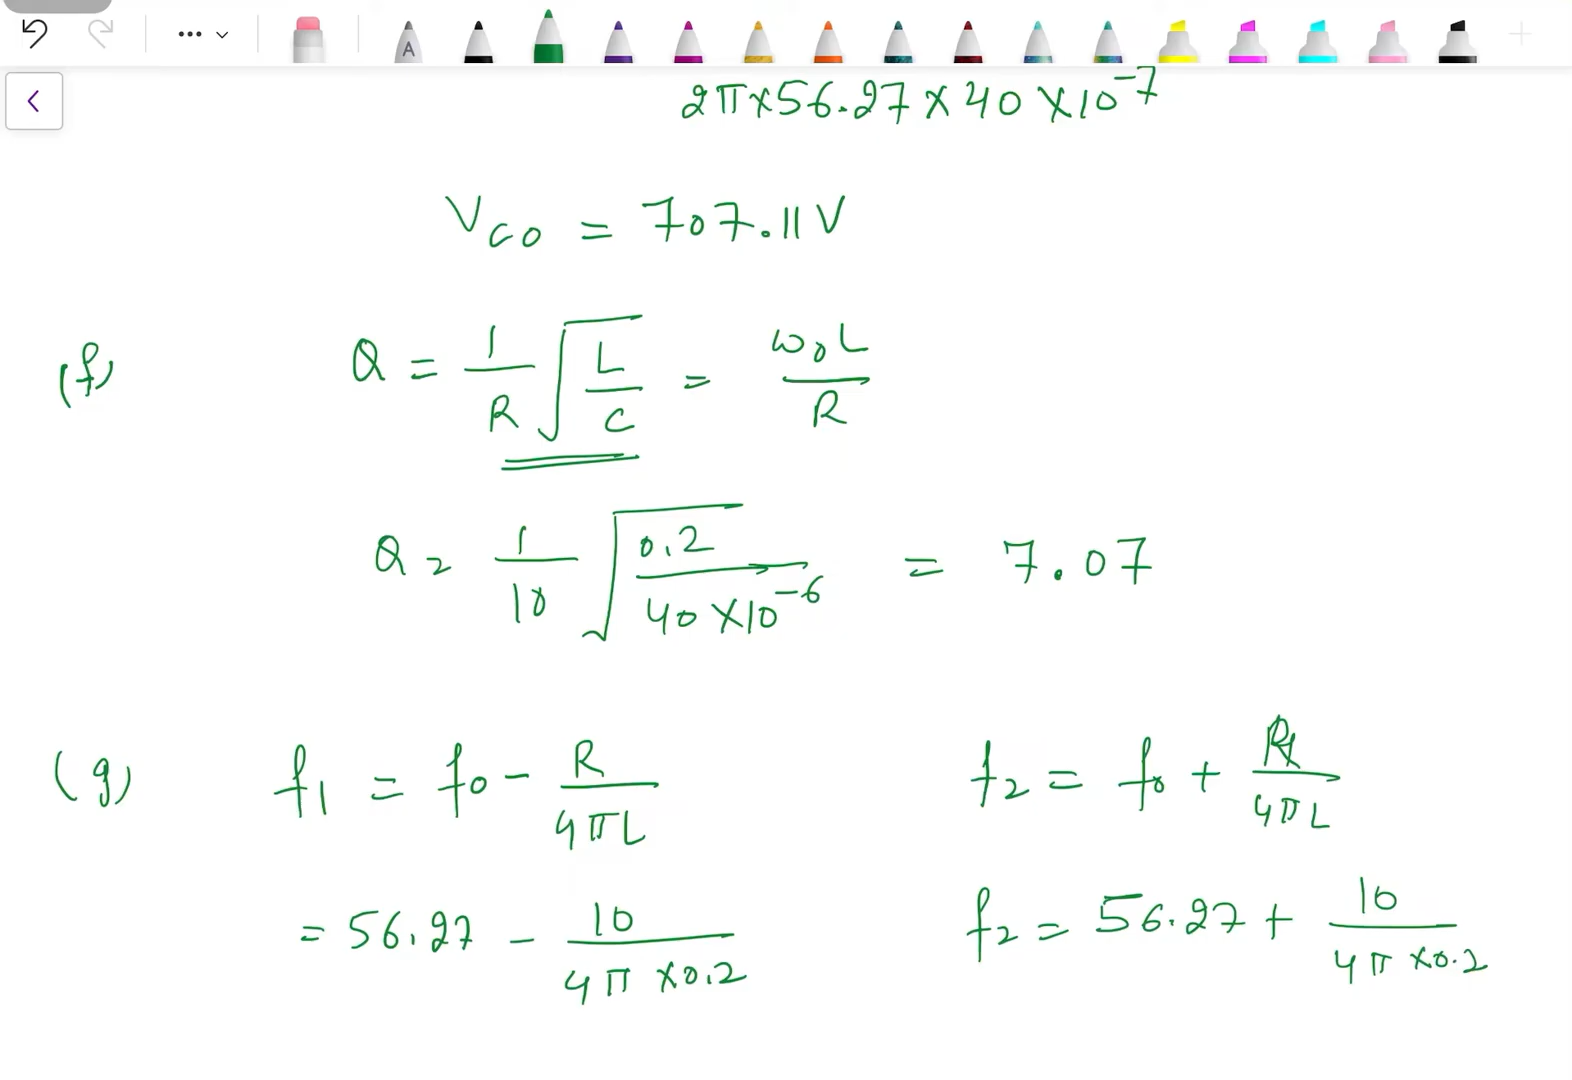 A
2π×56.27×40×10⁻⁷
V_C0 = 707.11V
(f) Q = 1/R √(L/C) = ω₀L/R
Q = 1/10 √(0.2/(40×10⁻⁶)) = 7.07
(g) f₁ = f₀ - R/(4πL) f₂ = f₀ + R/(4πL)
= 56.27 - 10/(4π×0.2) f₂ = 56.27 + 10/(4π×0.2)